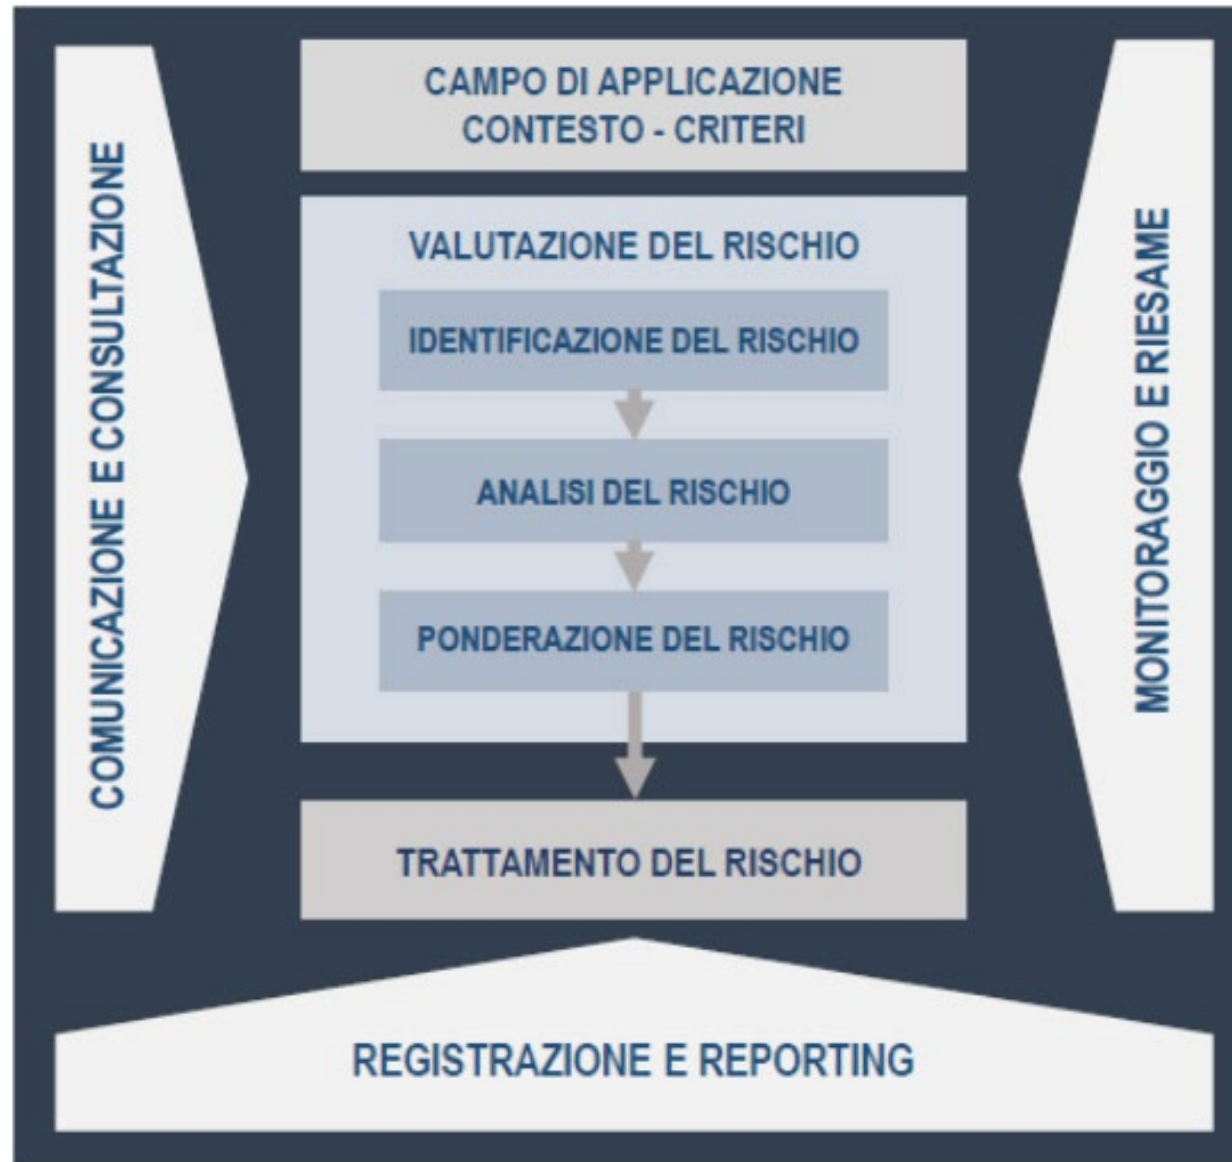 CAMPO DI APPLICAZIONE
CONTESTO - CRITERI
COMUNICAZIONE E CONSULTAZIONE
VALUTAZIONE DEL RISCHIO
IDENTIFICAZIONE DEL RISCHIO
ANALISI DEL RISCHIO
PONDERAZIONE DEL RISCHIO
MONITORAGGIO E RIESAME
TRATTAMENTO DEL RISCHIO
REGISTRAZIONE E REPORTING